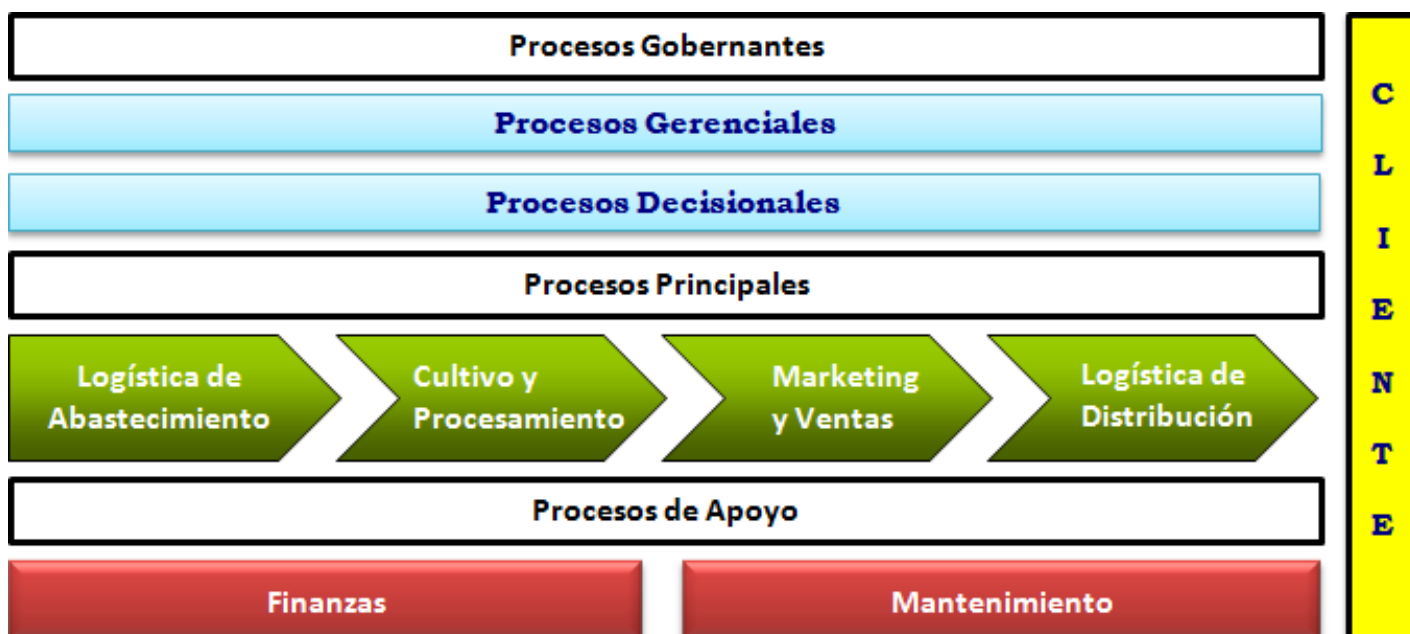 Procesos Gobernantes
Procesos Gerenciales
Procesos Decisionales
Procesos Principales
Logística de
Abastecimiento
Cultivo y
Procesamiento
Marketing
y Ventas
Logística de
Distribución
Procesos de Apoyo
Finanzas
Mantenimiento
C
L
I
E
N
T
E